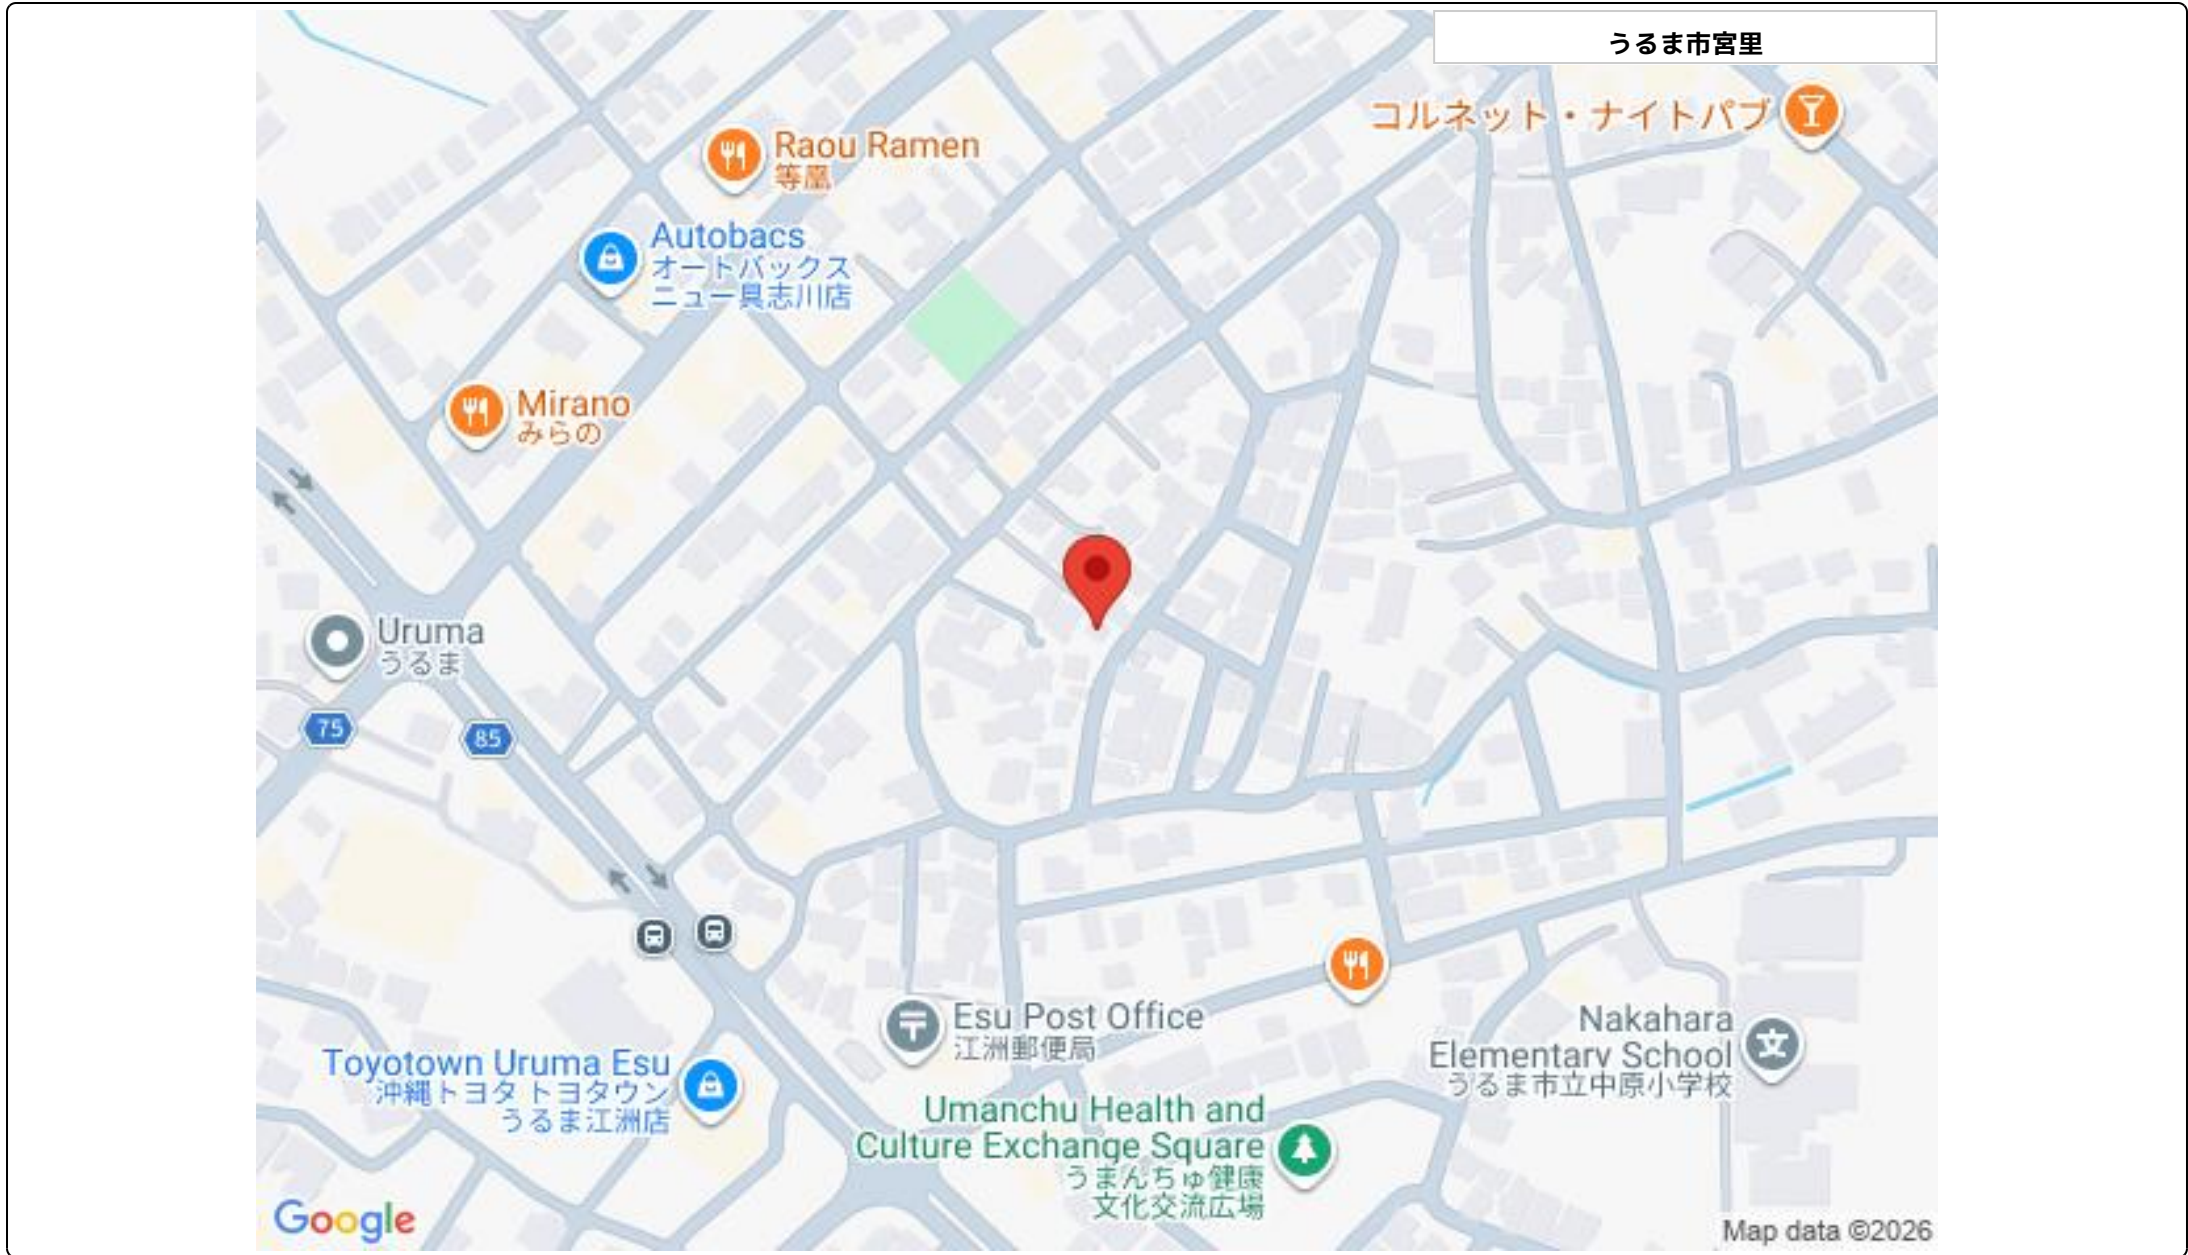 うるま市宮里
コルネット・ナイトパブ
Raou Ramen
等凰
Autobacs
オートバックス
ニュー具志川店
Mirano
みらの
Uruma
うるま
75
85
Esu Post Office
江洲郵便局
Nakahara
Elementary School
うるま市立中原小学校
Toyotown Uruma Esu
沖縄トヨタ トヨタウン
うるま江洲店
Umanchu Health and
Culture Exchange Square
うまんちゅ健康
文化交流広場
Google
Map data ©2026